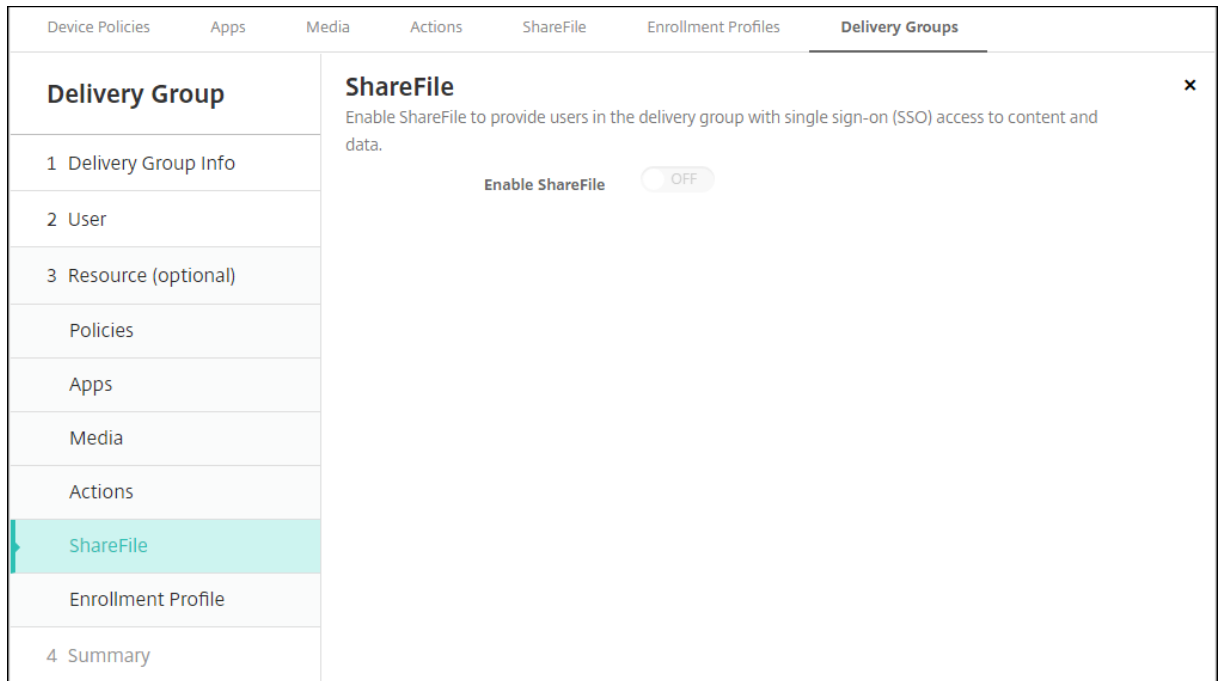 Device Policies Apps Media Actions ShareFile Enrollment Profiles Delivery Groups
Delivery Group
1 Delivery Group Info
2 User
3 Resource (optional)
Policies
Apps
Media
Actions
ShareFile
Enrollment Profile
4 Summary
ShareFile
Enable ShareFile to provide users in the delivery group with single sign-on (SSO) access to content and
data.
Enable ShareFile OFF